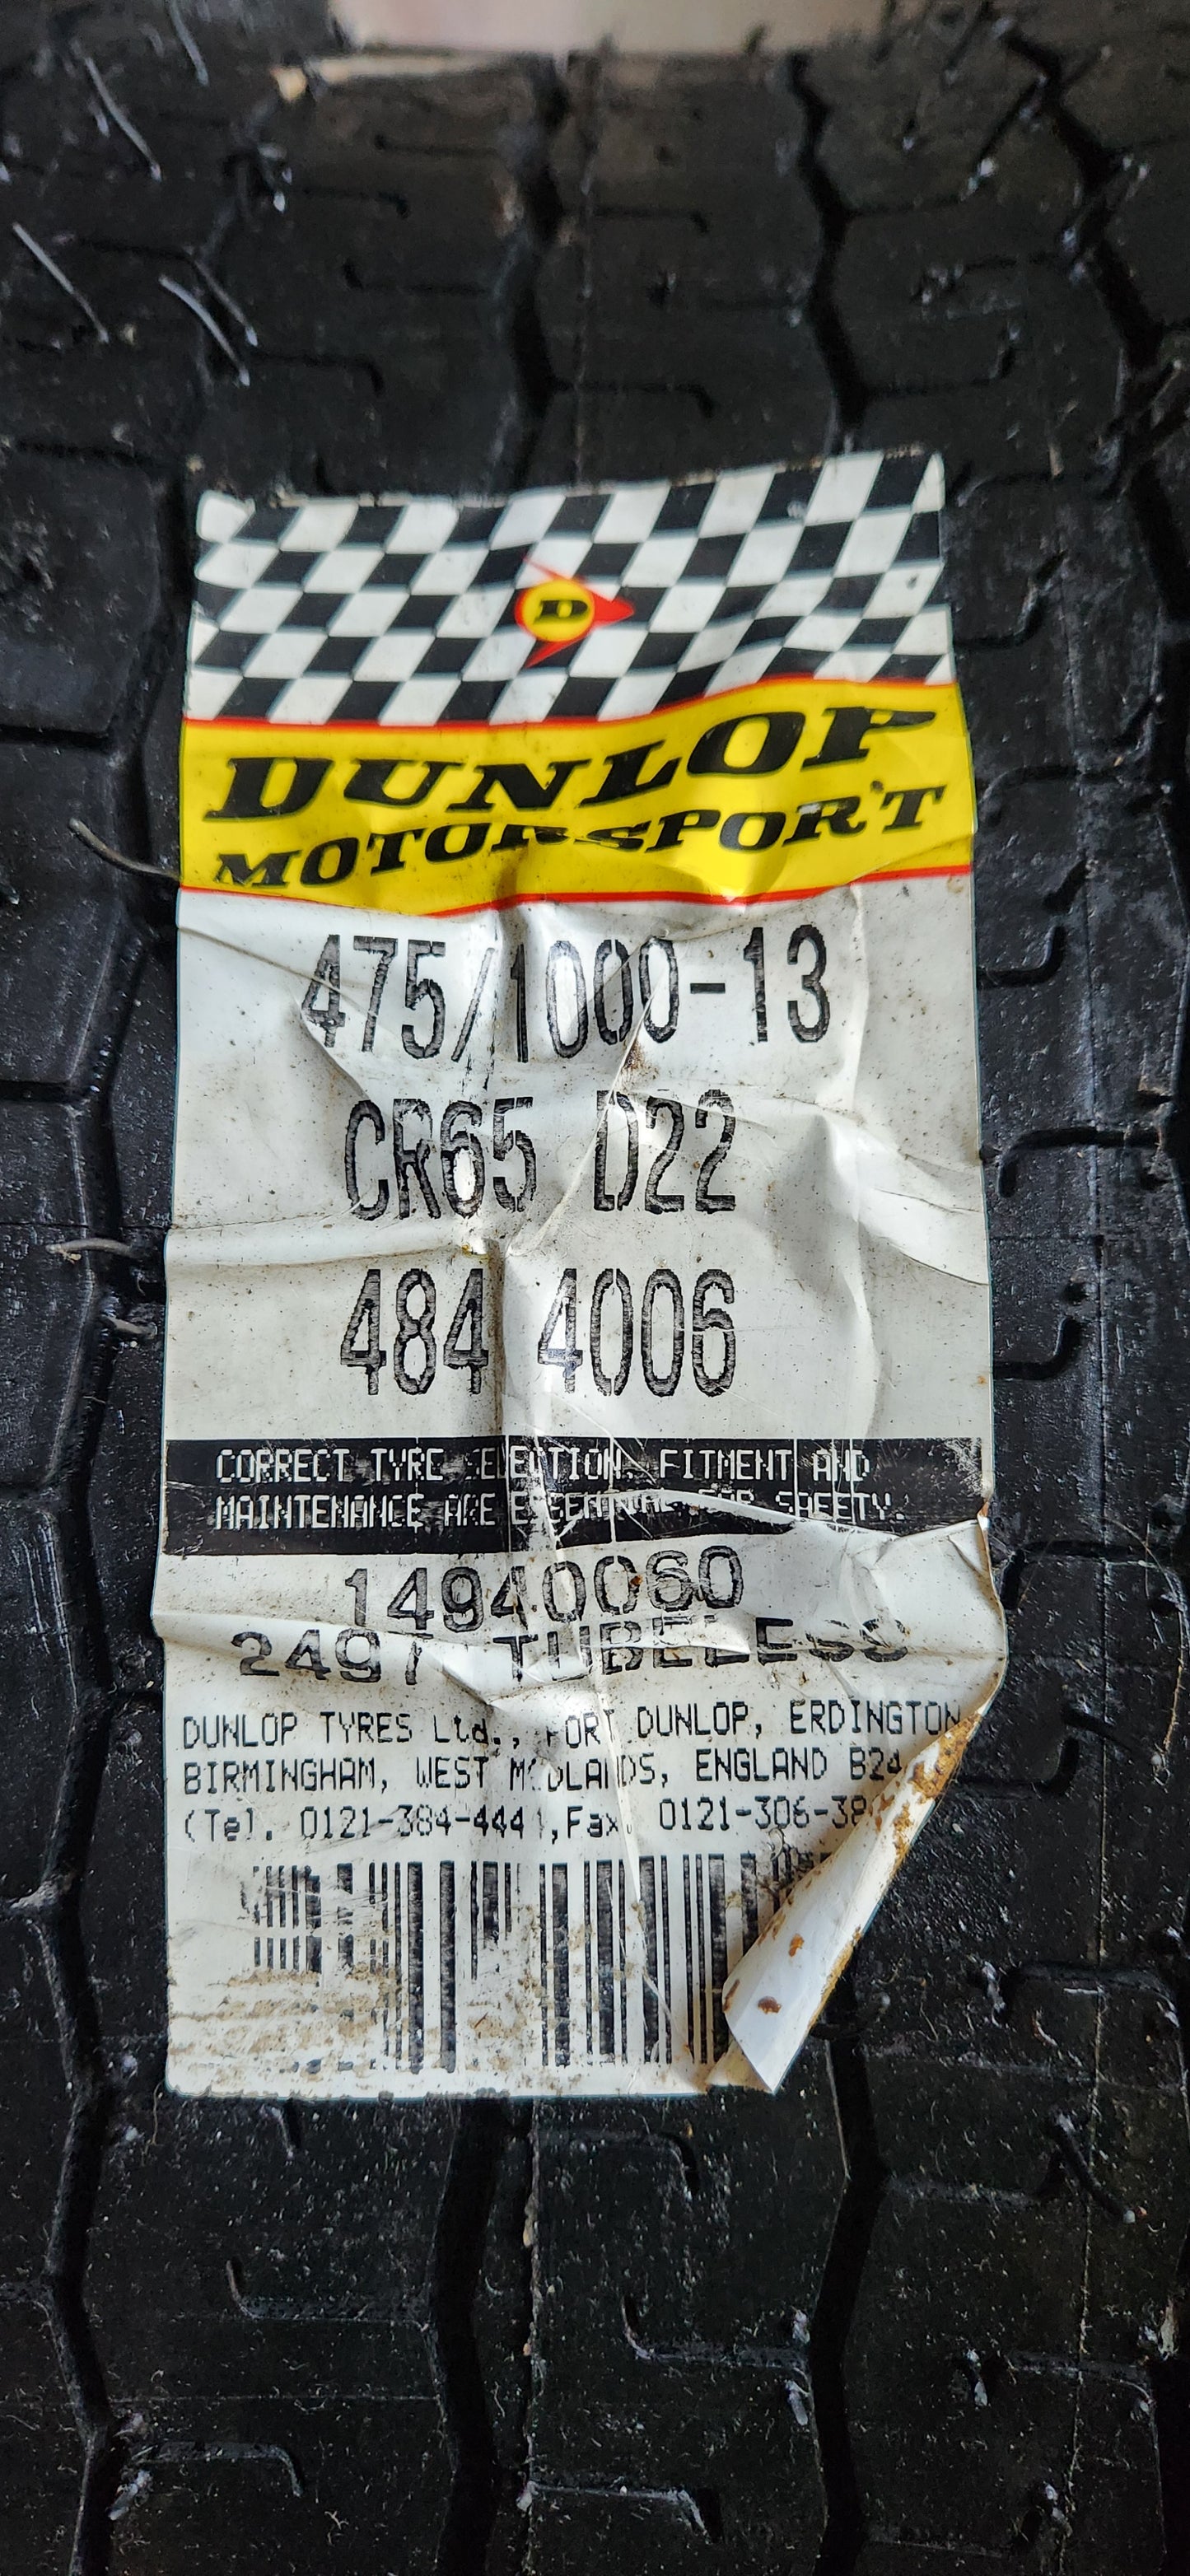 D
DUNLOP
MOTORSPORT
475/1000-13
CR65 D22
484 4006
CORRECT TYRE SELECTION, FITMENT AND
MAINTENANCE ARE ESSENTIAL FOR SAFETY.
14940060
2497 TUBELESS
DUNLOP TYRES Ltd., FORT DUNLOP, ERDINGTON
BIRMINGHAM, WEST MIDLANDS, ENGLAND B24
(Tel. 0121-384-444 ,Fax. 0121-306-38